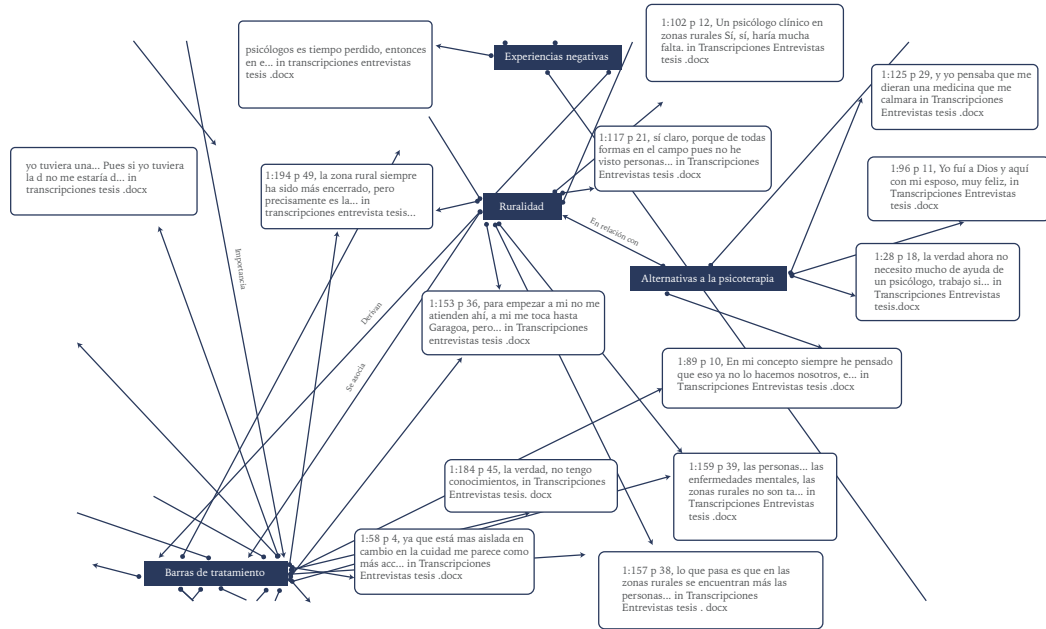 psicólogos es tiempo perdido, entonces
en e... in transcripciones entrevistas
tesis .docx
Experiencias negativas
1:102 p 12, Un psicólogo clínico en
zonas rurales Sí, sí, haría mucha
falta. in Transcripciones Entrevistas
tesis .docx
1:125 p 29, y yo pensaba que me
dieran una medicina que me
calmara in Transcripciones
Entrevistas tesis .docx
yo tuviera una... Pues si yo tuviera
la d no me estaría d... in
transcripciones tesis .docx
1:194 p 49, la zona rural siempre
ha sido más encerrado, pero
precisamente es la... in
transcripciones entrevista tesis...
1:117 p 21, sí claro, porque de todas
formas en el campo pues no he
visto personas... in Transcripciones
Entrevistas tesis .docx
1:96 p 11, Yo fuí a Dios y aquí
con mi esposo, muy feliz, in
Transcripciones Entrevistas
tesis .docx
Ruralidad
En relación con
Importancia
Alternativas a la psicoterapia
1:28 p 18, la verdad ahora no
necesito mucho de ayuda de
un psicólogo, trabajo si... in
Transcripciones Entrevistas
tesis.docx
Derivan
1:153 p 36, para empezar a mi no me
atienden ahí, a mi me toca hasta
Garagoa, pero... in Transcripciones
entrevistas tesis .docx
Se asocia
1:89 p 10, En mi concepto siempre he pensado
que eso ya no lo hacemos nosotros, e... in
Transcripciones Entrevistas tesis .docx
1:184 p 45, la verdad, no tengo
conocimientos, in Transcripciones
Entrevistas tesis. docx
1:159 p 39, las personas... las
enfermedades mentales, las
zonas rurales no son ta... in
Transcripciones Entrevistas
tesis .docx
1:58 p 4, ya que está mas aislada en
cambio en la cuidad me parece como
más acc... in Transcripciones
Entrevistas tesis .docx
Barras de tratamiento
1:157 p 38, lo que pasa es que en las
zonas rurales se encuentran más las
personas... in Transcripciones
Entrevistas tesis . docx